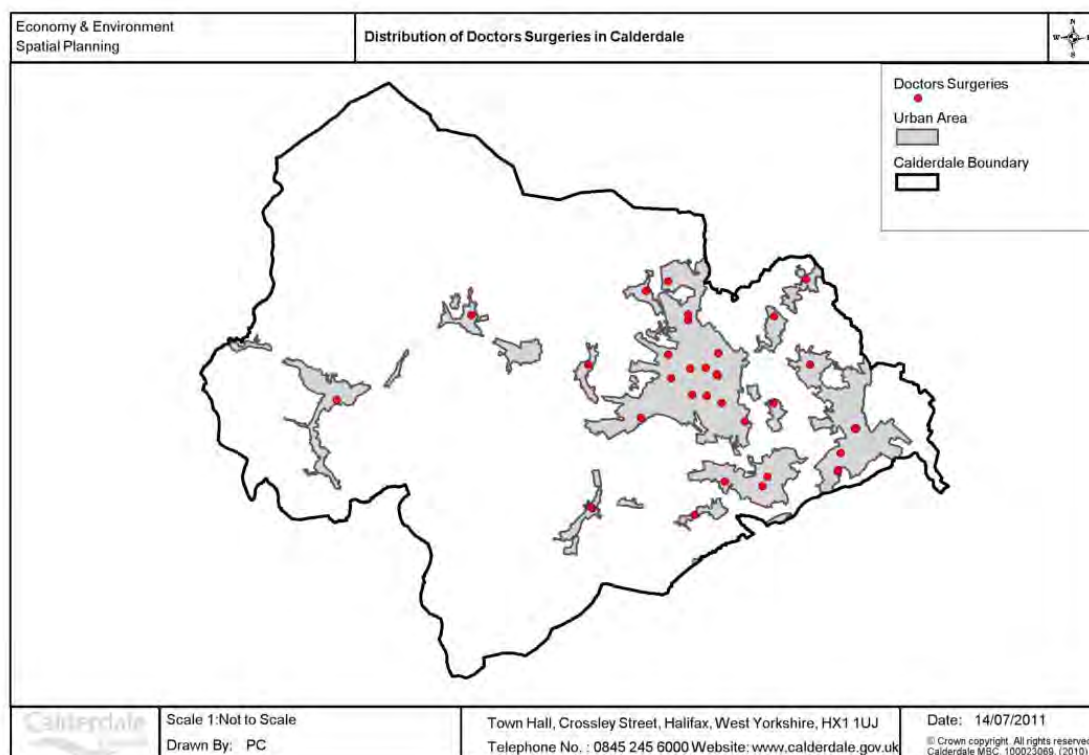 Economy & Environment
Spatial Planning
Distribution of Doctors Surgeries in Calderdale
N
W
S
Doctors Surgeries
Urban Area
Calderdale Boundary
Calderdale
Scale 1:Not to Scale
Drawn By: PC
Town Hall, Crossley Street, Halifax, West Yorkshire, HX1 1UJ
Telephone No. : 0845 245 6000 Website: www.calderdale.gov.uk
Date: 14/07/2011
© Crown copyright. All rights reserved
Calderdale MBC. 100023069. (2010)